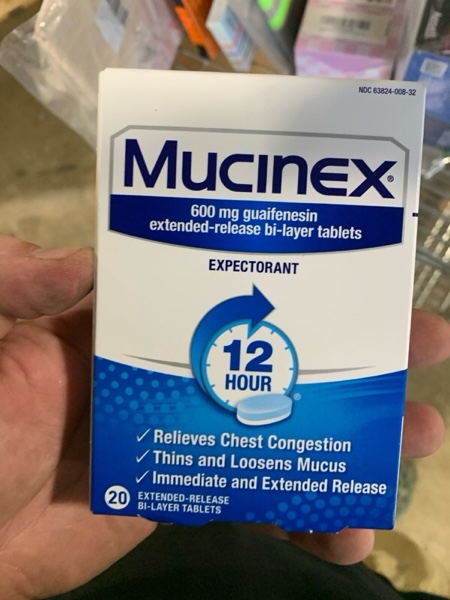 NDC 63824-008-32
Mucinex®
600 mg guaifenesin
extended-release bi-layer tablets
EXPECTORANT
12
HOUR
®
✓ Relieves Chest Congestion
✓ Thins and Loosens Mucus
✓ Immediate and Extended Release
20 EXTENDED-RELEASE
BI-LAYER TABLETS